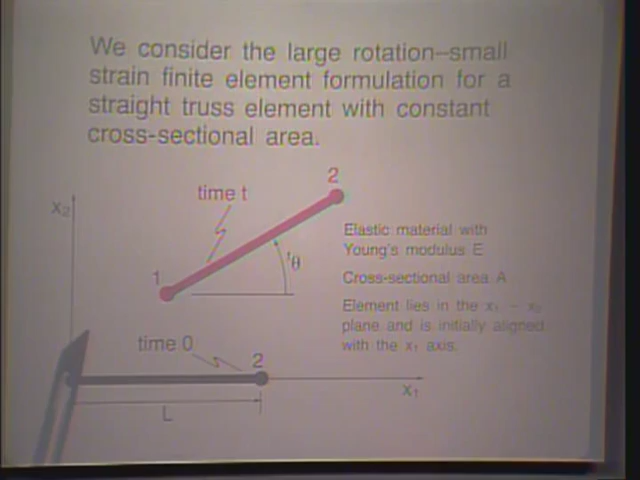 We consider the large rotation–small
strain finite element formulation for a
straight truss element with constant
cross-sectional area.
time t
2
x₂
Elastic material with
Young's modulus E
ᵗθ
1
Cross-sectional area A
Element lies in the x₁ – x₂
plane and is initially aligned
with the x₁ axis.
time 0
2
x₁
L